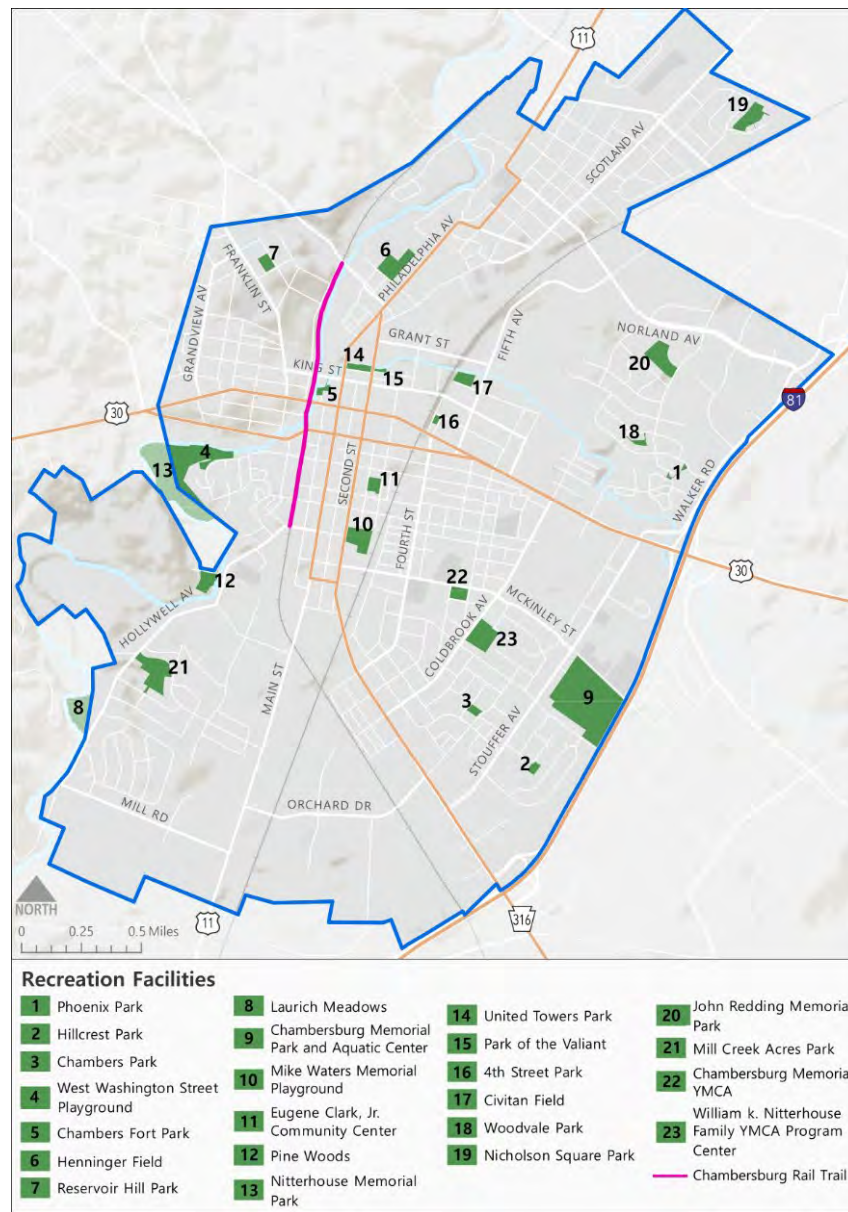 11
19
SCOTLAND AV
7
6
FRANKLIN ST
PHILADELPHIA AV
GRANDVIEW AV
GRANT ST
FIFTH AV
NORLAND AV
20
14
KING ST
15
17
5
81
30
16
18
4
13
1
11
SECOND ST
WALKER RD
10
FOURTH ST
12
22
30
HOLLYWELL AV
COLDBROOK AV
MCKINLEY ST
23
21
MAIN ST
9
8
3
STOUFFER AV
2
MILL RD
ORCHARD DR
NORTH
0 0.25 0.5 Miles
11
316
Recreation Facilities
1 Phoenix Park
2 Hillcrest Park
3 Chambers Park
4 West Washington Street
Playground
5 Chambers Fort Park
6 Henninger Field
7 Reservoir Hill Park
8 Laurich Meadows
9 Chambersburg Memorial
Park and Aquatic Center
10 Mike Waters Memorial
Playground
11 Eugene Clark, Jr.
Community Center
12 Pine Woods
13 Nitterhouse Memorial
Park
14 United Towers Park
15 Park of the Valiant
16 4th Street Park
17 Civitan Field
18 Woodvale Park
19 Nicholson Square Park
20 John Redding Memoria
Park
21 Mill Creek Acres Park
22 Chambersburg Memoria
YMCA
23 William k. Nitterhouse
Family YMCA Program
Center
Chambersburg Rail Trail